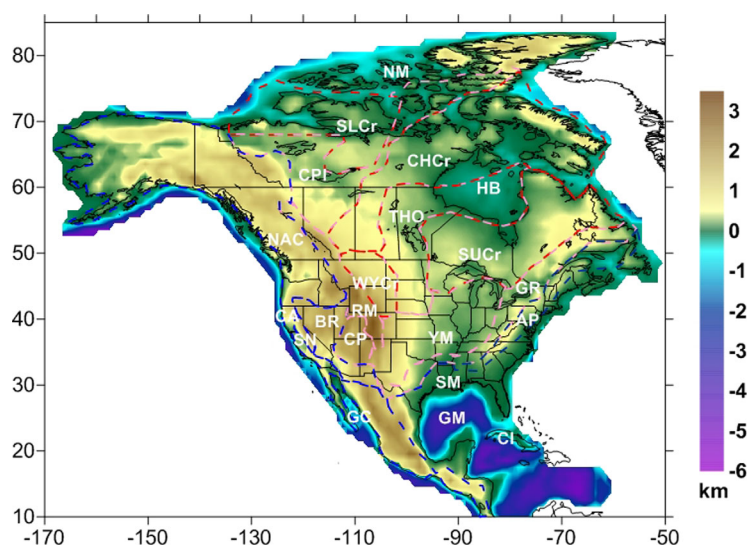 80
NM
3
70
SLCr
2
CHCr
CPI
1
60
HB
THO
0
50
NAC
SUCr
-1
WYCr
GR
-2
40
CA
BR
RM
AP
SN
CP
YM
-3
30
SM
-4
GC
GM
20
CI
-5
-6
10
km
-170
-150
-130
-110
-90
-70
-50